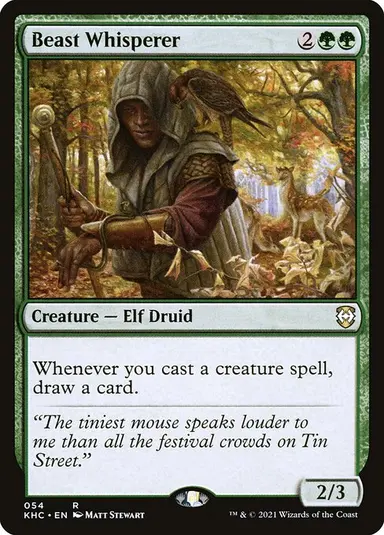 Beast Whisperer 2
Creature — Elf Druid
Whenever you cast a creature spell,
draw a card.
“The tiniest mouse speaks louder to
me than all the festival crowds on Tin
Street.”
2/3
054 R
KHC • EN Matt Stewart
™ & © 2021 Wizards of the Coast